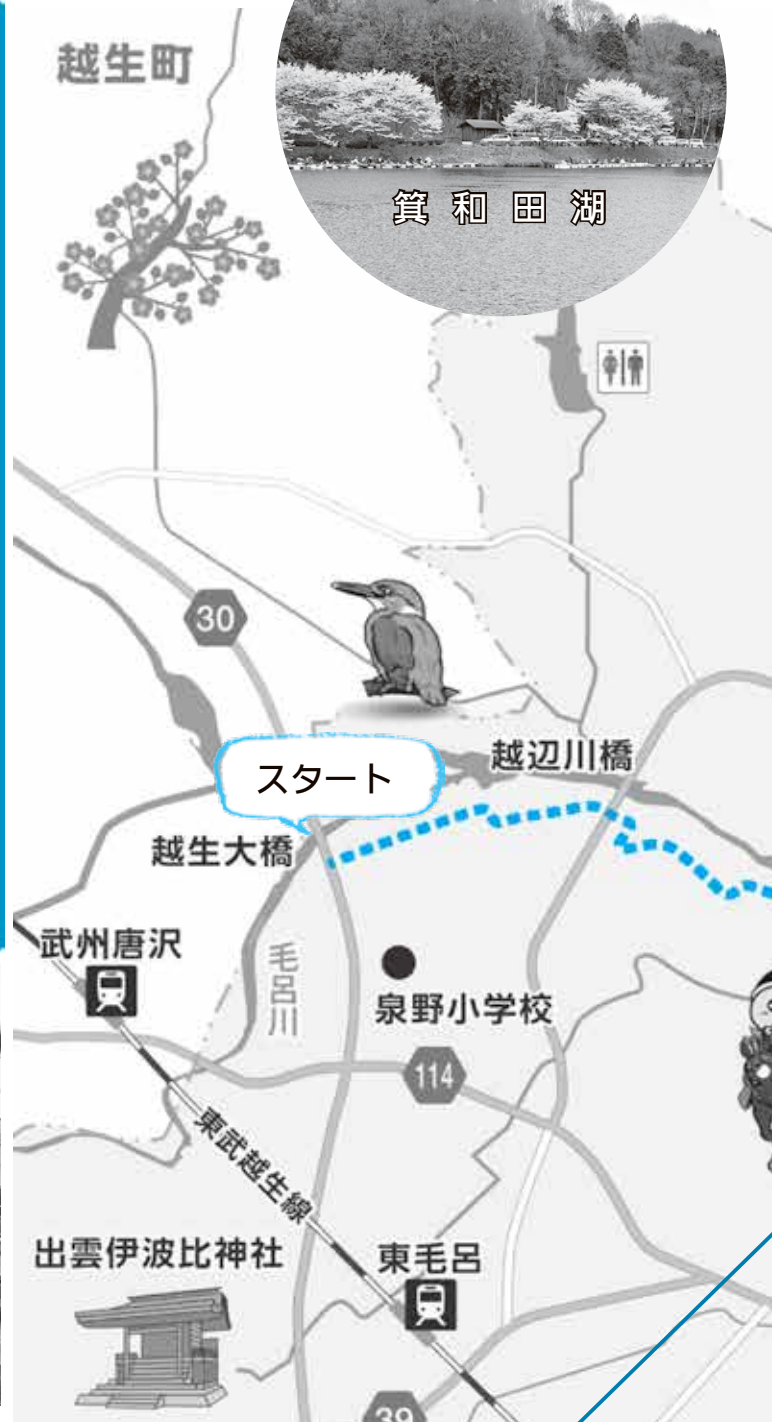 越生町
箕和田湖
30
スタート
越辺川橋
越生大橋
武州唐沢
毛呂川
泉野小学校
114
東武越生線
出雲伊波比神社
東毛呂
39